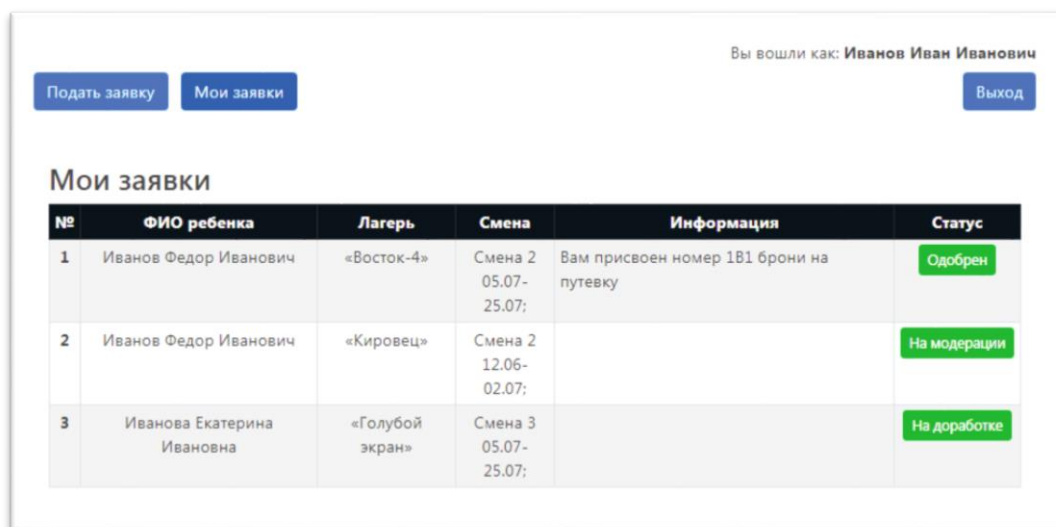 Вы вошли как: Иванов Иван Иванович
Подать заявку Мои заявки Выход
Мои заявки
№ ФИО ребенка Лагерь Смена Информация Статус
1 Иванов Федор Иванович «Восток-4» Смена 2 Вам присвоен номер 1В1 брони на Одобрен
05.07- путевку
25.07;
2 Иванов Федор Иванович «Кировец» Смена 2 На модерации
12.06-
02.07;
3 Иванова Екатерина «Голубой Смена 3 На доработке
Ивановна экран» 05.07-
25.07;